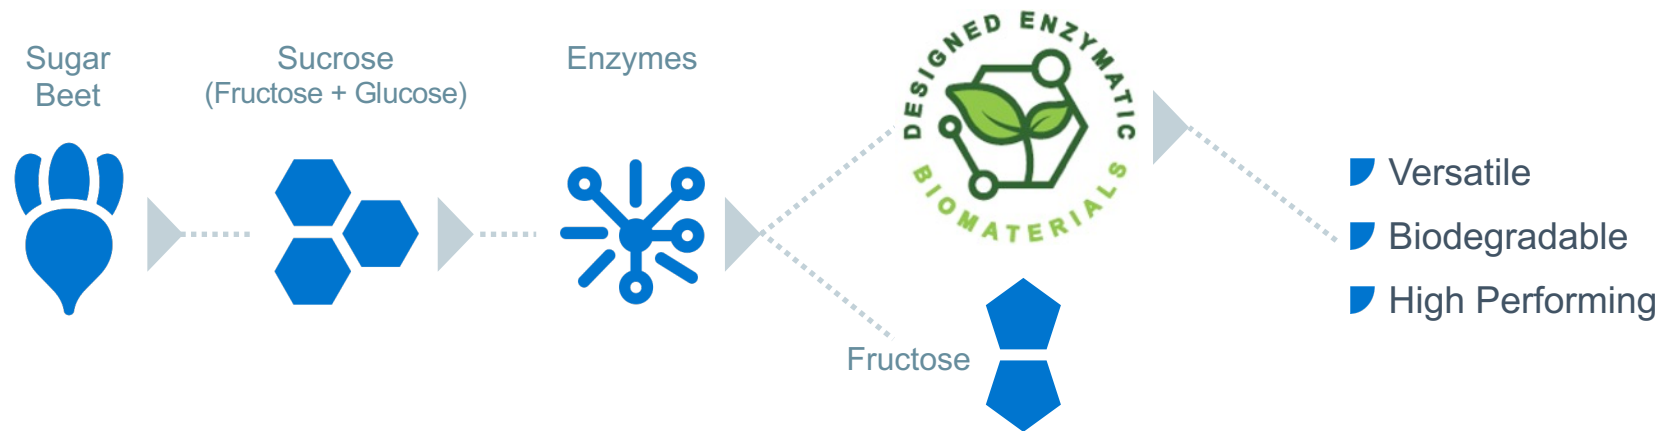 Sugar
Beet
Sucrose
(Fructose + Glucose)
Enzymes
DESIGNED ENZYMATIC
BIOMATERIALS
Fructose
Versatile
Biodegradable
High Performing